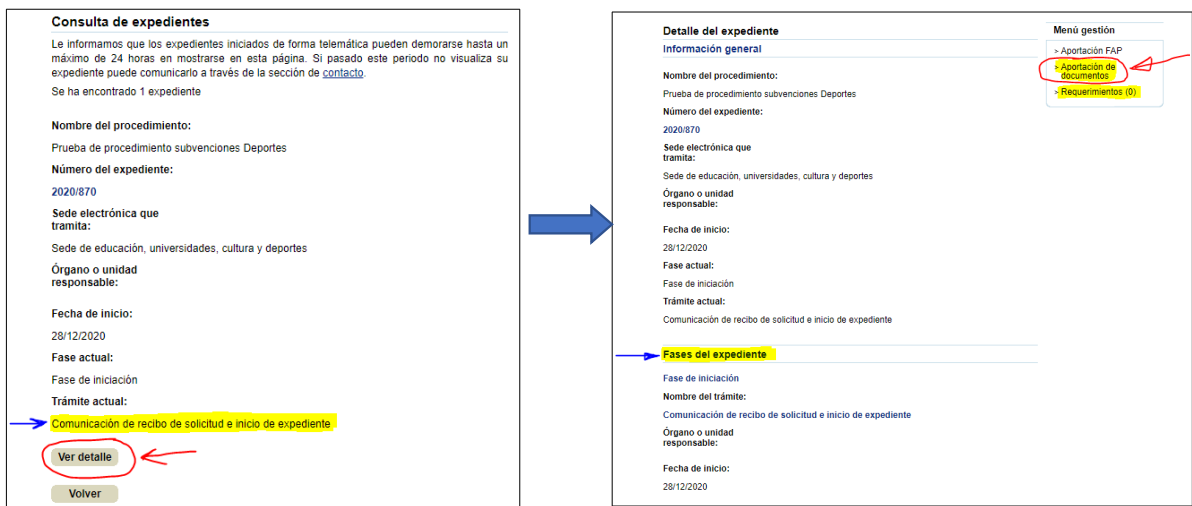 Consulta de expedientes
Le informamos que los expedientes iniciados de forma telemática pueden demorarse hasta un
máximo de 24 horas en mostrarse en esta página. Si pasado este periodo no visualiza su
expediente puede comunicarlo a través de la sección de contacto.
Se ha encontrado 1 expediente
Nombre del procedimiento:
Prueba de procedimiento subvenciones Deportes
Número del expediente:
2020/870
Sede electrónica que
tramita:
Sede de educación, universidades, cultura y deportes
Órgano o unidad
responsable:
Fecha de inicio:
28/12/2020
Fase actual:
Fase de iniciación
Trámite actual:
Comunicación de recibo de solicitud e inicio de expediente
Ver detalle
Volver
Detalle del expediente
Información general
Nombre del procedimiento:
Prueba de procedimiento subvenciones Deportes
Número del expediente:
2020/870
Sede electrónica que
tramita:
Sede de educación, universidades, cultura y deportes
Órgano o unidad
responsable:
Fecha de inicio:
28/12/2020
Fase actual:
Fase de iniciación
Trámite actual:
Comunicación de recibo de solicitud e inicio de expediente
Fases del expediente
Fase de iniciación
Nombre del trámite:
Comunicación de recibo de solicitud e inicio de expediente
Órgano o unidad
responsable:
Fecha de inicio:
28/12/2020
Menú gestión
> Aportación FAP
> Aportación de
documentos
> Requerimientos (0)